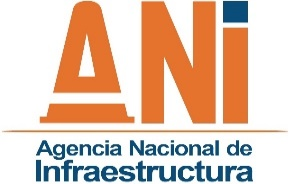 ANi
Agencia Nacional de
Infraestructura